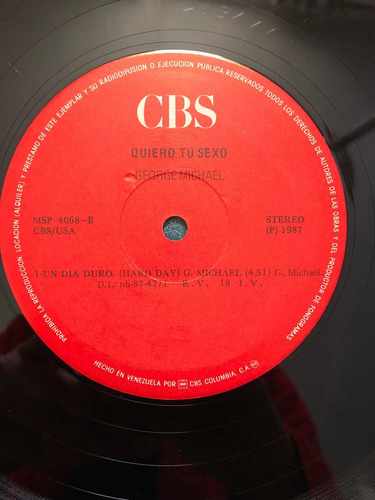 PROHIBIDA LA REPRODUCCION, LOCACION (ALQUILER) Y PRESTAMO DE ESTE EJEMPLAR Y SU RADIODIFUSION O EJECUCION PUBLICA RESERVADOS TODOS LOS DERECHOS DE AUTORES DE LAS OBRAS Y DEL PRODUCTOR DE FONOGRAMAS
CBS
QUIERO TU SEXO
GEORGE MICHAEL
MSP 4068-B STEREO
CBS/USA (P) 1987
1-UN DIA DURO. (HARD DAY) G. MICHAEL (4,51) G. Michael.
D.L: nb-87-4771 R.V. 18 I.V.
HECHO EN VENEZUELA POR CBS COLUMBIA, C.A.